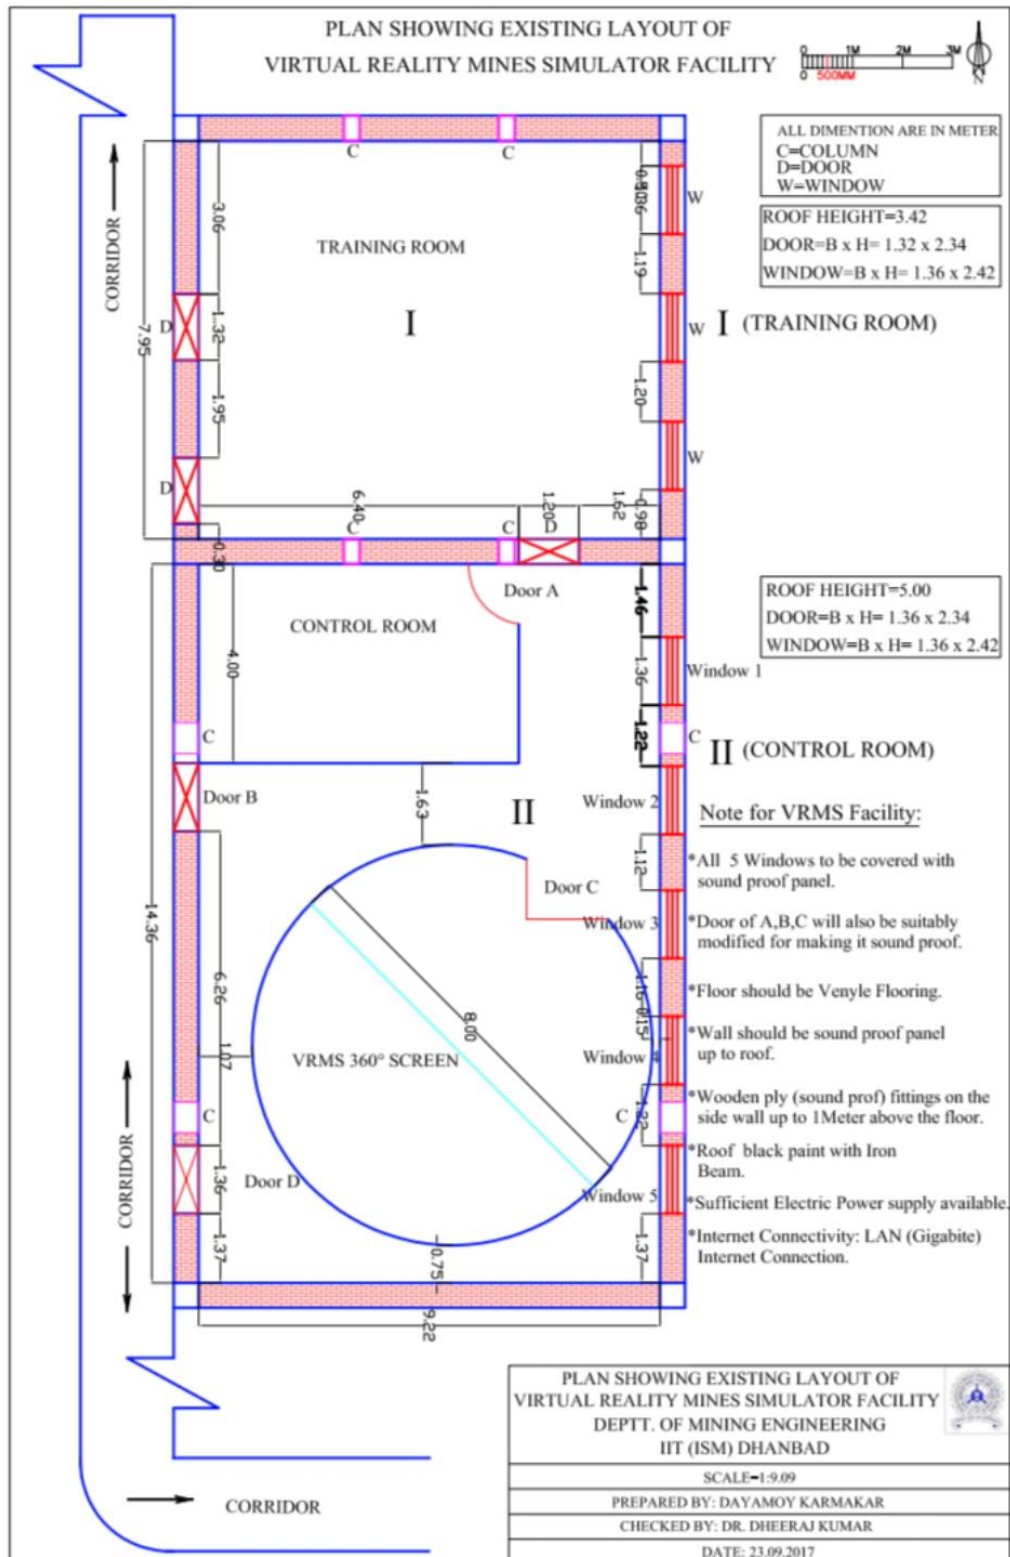 PLAN SHOWING EXISTING LAYOUT OF
VIRTUAL REALITY MINES SIMULATOR FACILITY
0 1M 2M 3M
0 500MM
N
ALL DIMENTION ARE IN METER
C=COLUMN
D=DOOR
W=WINDOW
ROOF HEIGHT=3.42
DOOR=B x H= 1.32 x 2.34
WINDOW=B x H= 1.36 x 2.42
C
C
CORRIDOR
7.95
3.06
TRAINING ROOM
1.36
W
1.19
D
1.32
I
W
I (TRAINING ROOM)
1.95
1.20
W
D
6.40
1.20
1.62
0.98
C
C
D
0.30
Door A
ROOF HEIGHT=5.00
DOOR=B x H= 1.36 x 2.34
WINDOW=B x H= 1.36 x 2.42
CONTROL ROOM
4.00
1.46
1.36
Window 1
1.22
C
C
II (CONTROL ROOM)
Door B
1.63
II
Window 2
Note for VRMS Facility:
*All 5 Windows to be covered with
sound proof panel.
1.12
Door C
14.36
Window 3
*Door of A,B,C will also be suitably
modified for making it sound proof.
6.26
1.16
0.15
*Floor should be Venyle Flooring.
8.00
*Wall should be sound proof panel
up to roof.
1.07
VRMS 360° SCREEN
Window 4
*Wooden ply (sound prof) fittings on the
side wall up to 1Meter above the floor.
C
C
1.22
CORRIDOR
*Roof black paint with Iron
Beam.
1.36
Door D
Window 5
*Sufficient Electric Power supply available.
1.37
0.75
1.37
*Internet Connectivity: LAN (Gigabite)
Internet Connection.
9.22
PLAN SHOWING EXISTING LAYOUT OF
VIRTUAL REALITY MINES SIMULATOR FACILITY
DEPTT. OF MINING ENGINEERING
IIT (ISM) DHANBAD
SCALE=1:9.09
PREPARED BY: DAYAMOY KARMAKAR
CHECKED BY: DR. DHEERAJ KUMAR
DATE: 23.09.2017
CORRIDOR